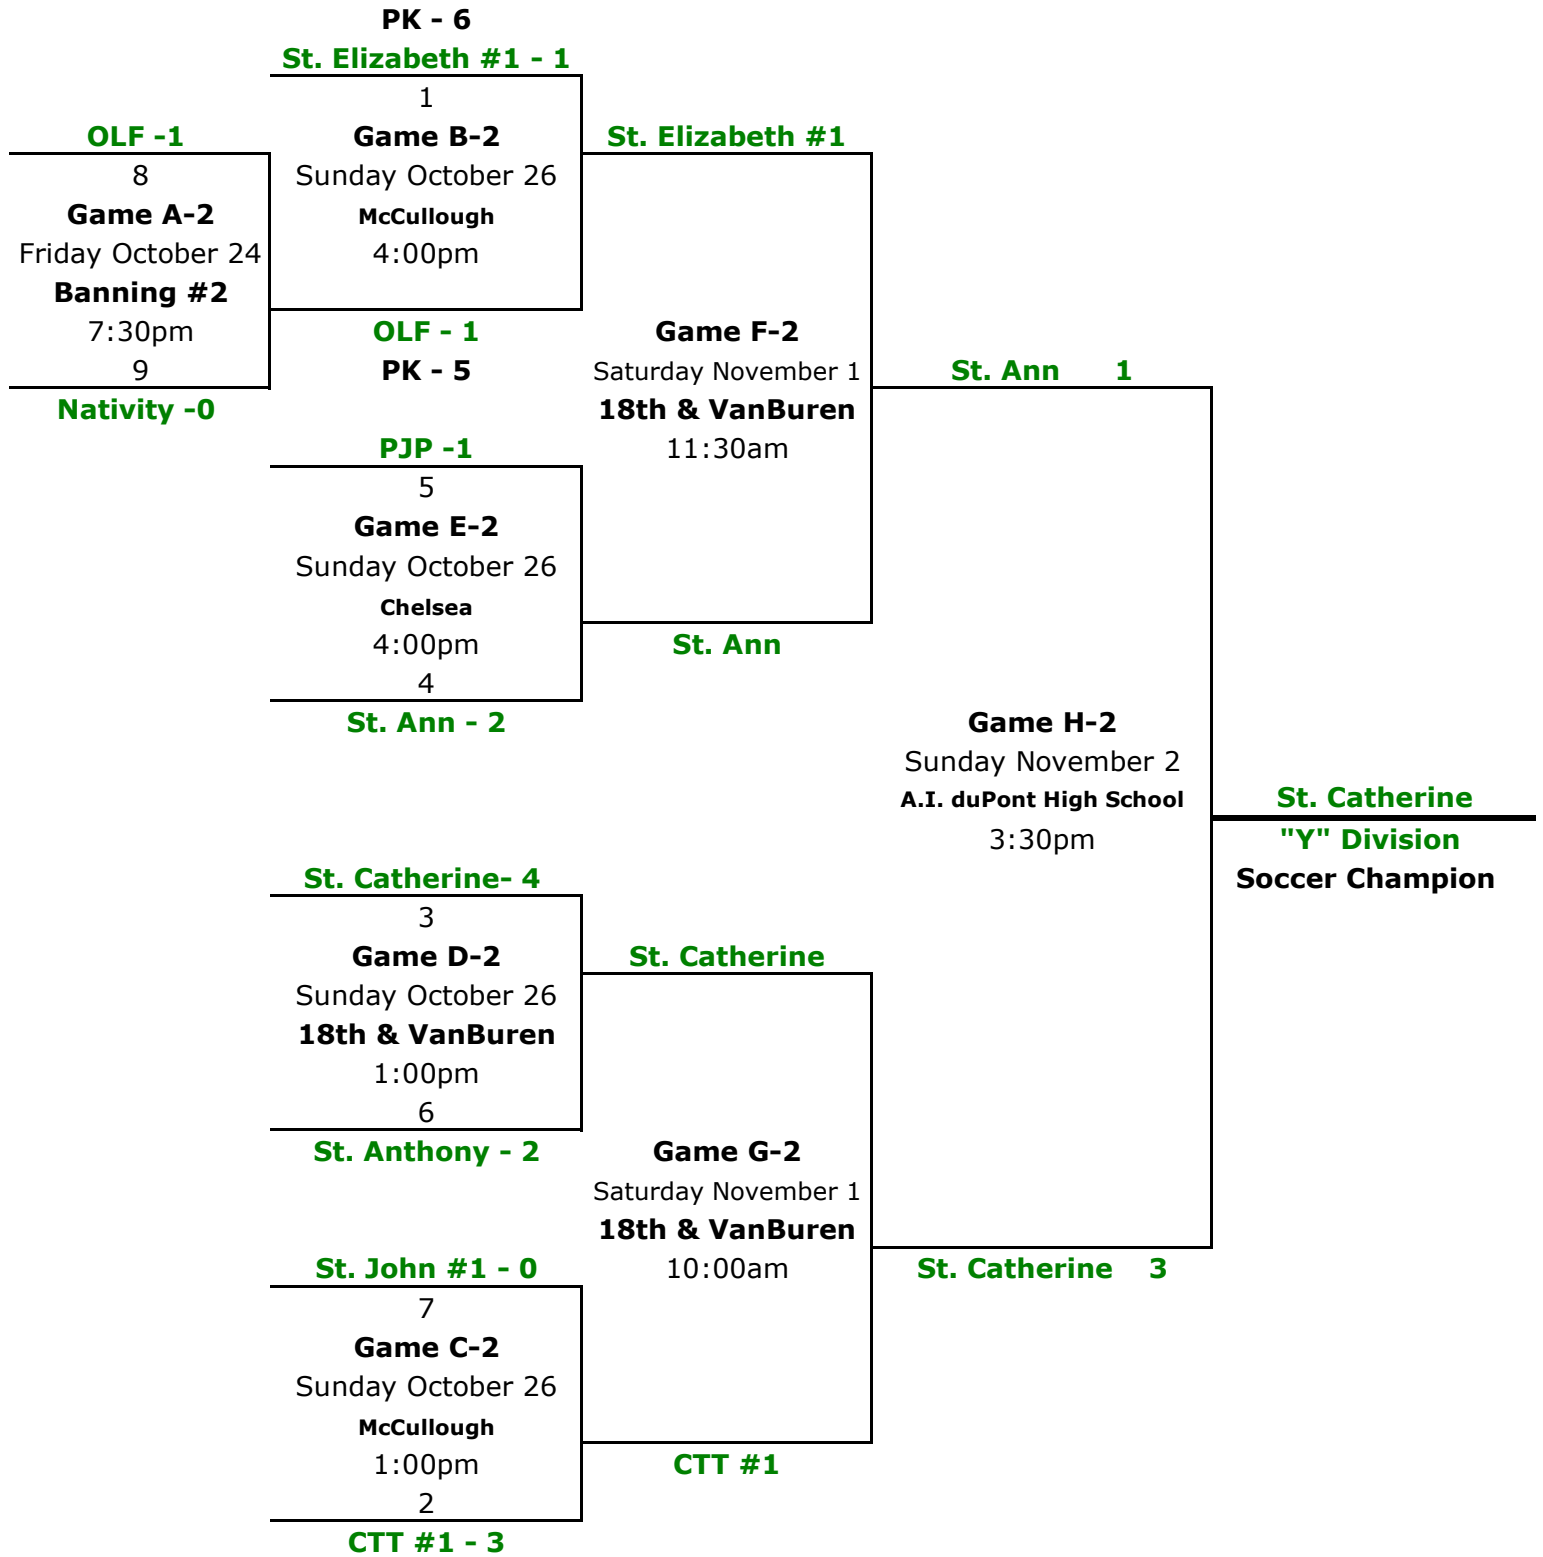 PK - 6
St. Elizabeth #1 - 1
1
OLF -1
Game B-2
St. Elizabeth #1
8
Sunday October 26
Game A-2
McCullough
Friday October 24
4:00pm
Banning #2
7:30pm
OLF - 1
Game F-2
9
PK - 5
Saturday November 1
St. Ann 1
Nativity -0
18th & VanBuren
PJP -1
11:30am
5
Game E-2
Sunday October 26
Chelsea
4:00pm
St. Ann
4
St. Ann - 2
Game H-2
Sunday November 2
A.I. duPont High School
St. Catherine
3:30pm
"Y" Division
St. Catherine- 4
Soccer Champion
3
Game D-2
St. Catherine
Sunday October 26
18th & VanBuren
1:00pm
6
St. Anthony - 2
Game G-2
Saturday November 1
18th & VanBuren
St. John #1 - 0
10:00am
St. Catherine 3
7
Game C-2
Sunday October 26
McCullough
1:00pm
CTT #1
2
CTT #1 - 3